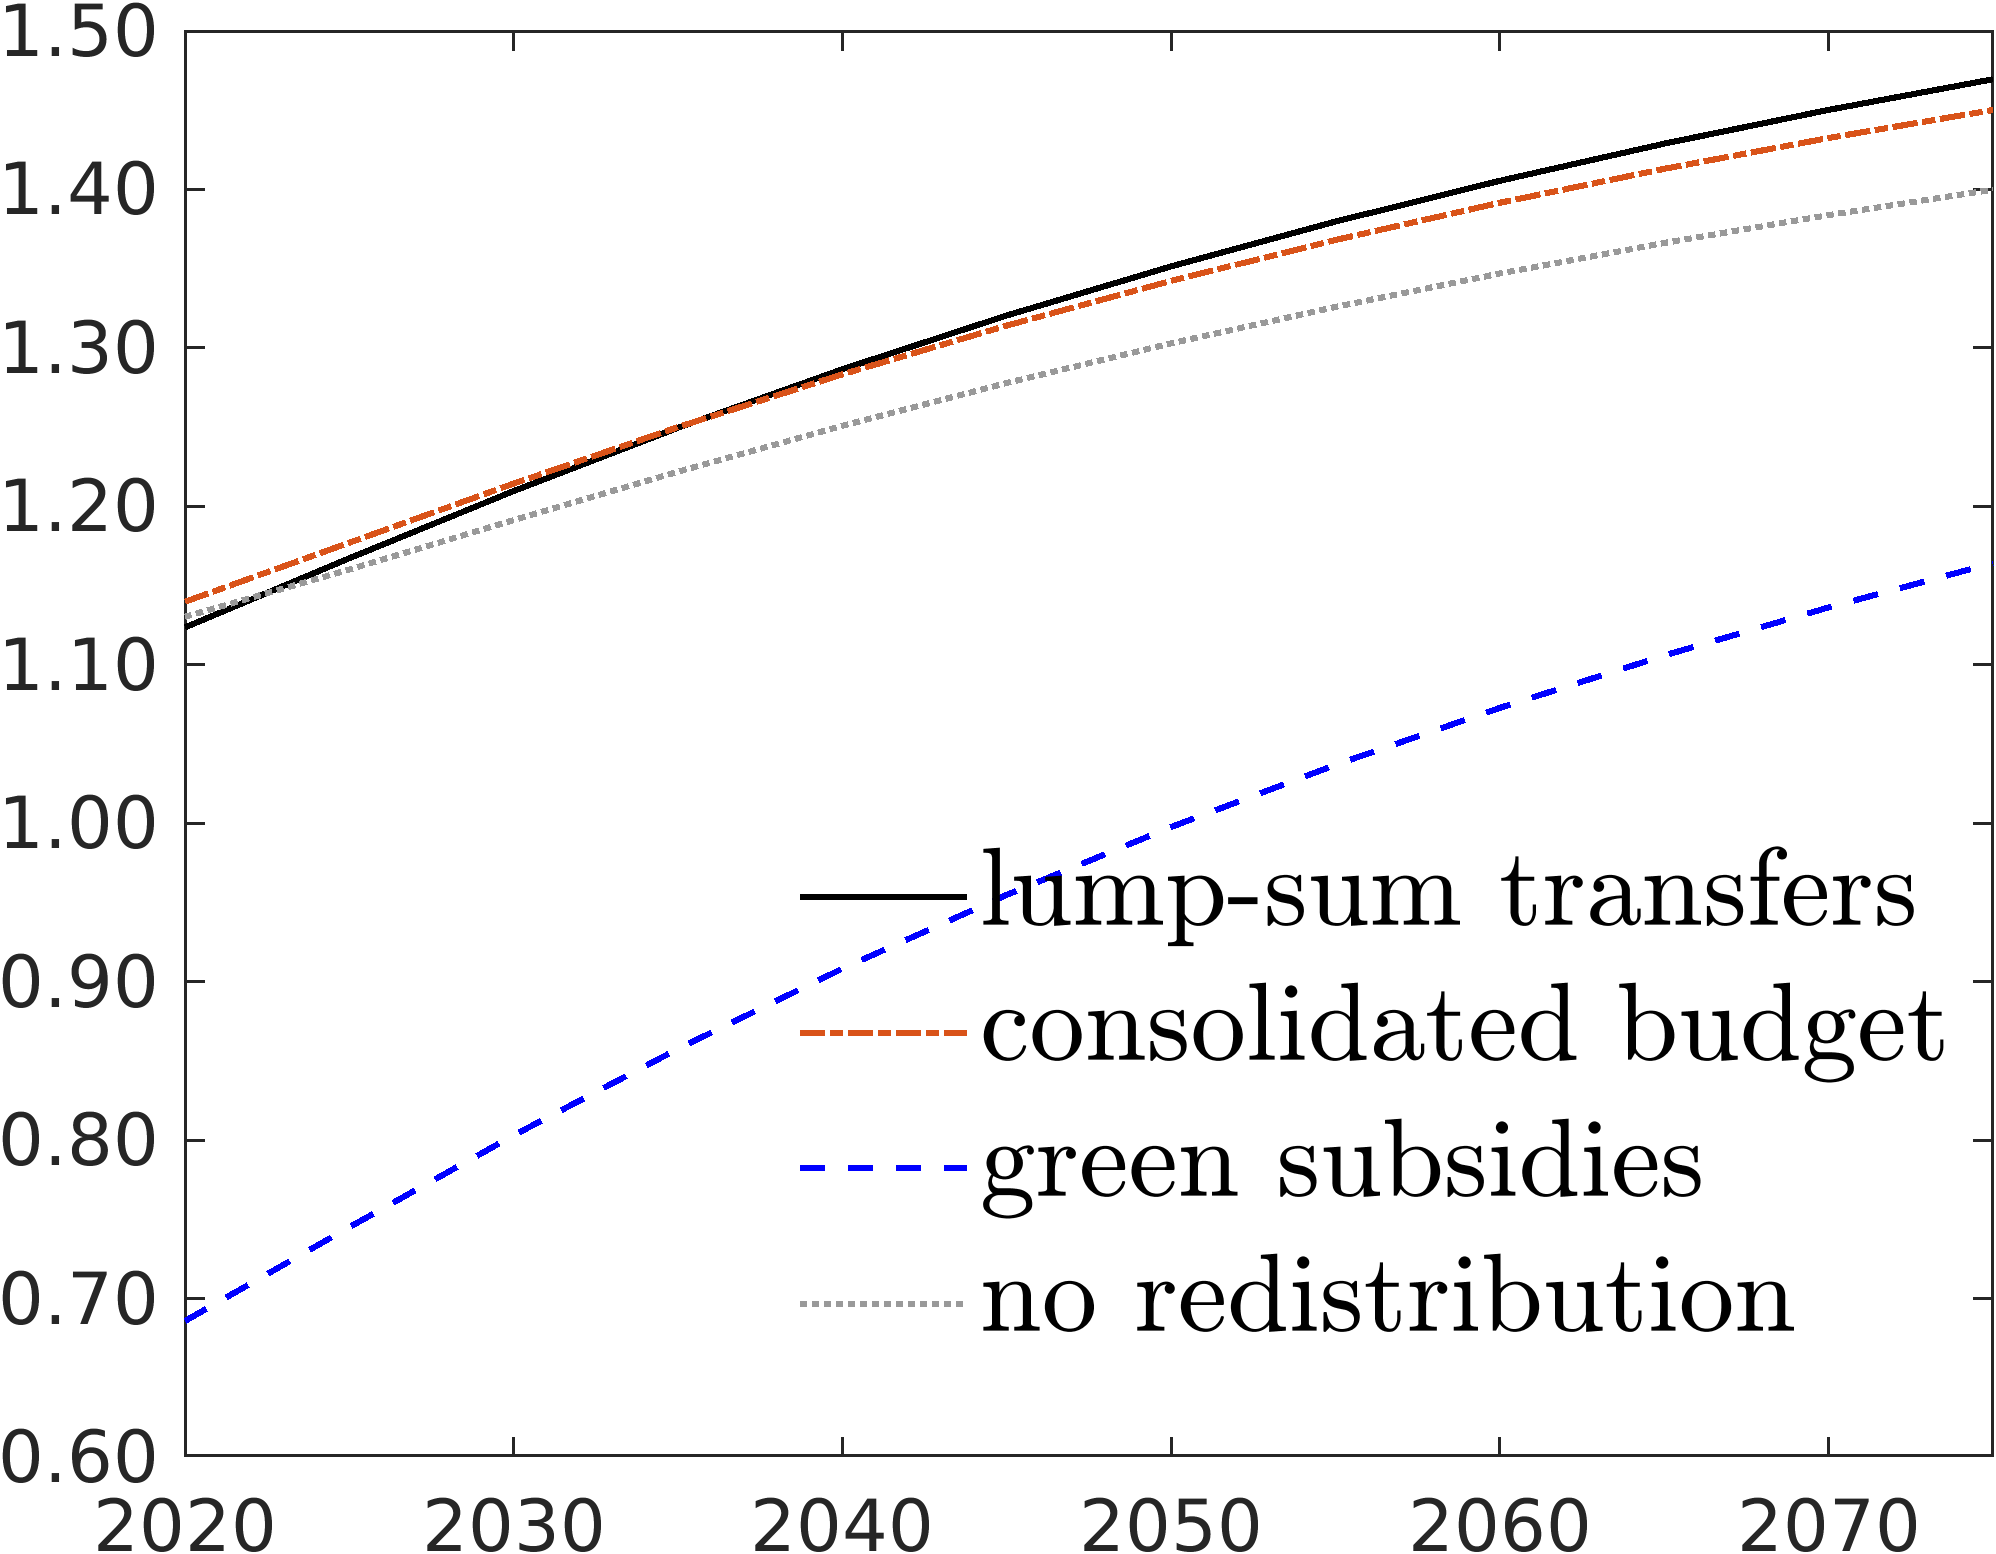 1.50
1.40
1.30
1.20
1.10
1.00
0.90
0.80
0.70
0.60
lump-sum transfers
consolidated budget
green subsidies
no redistribution
2020 2030 2040 2050 2060 2070